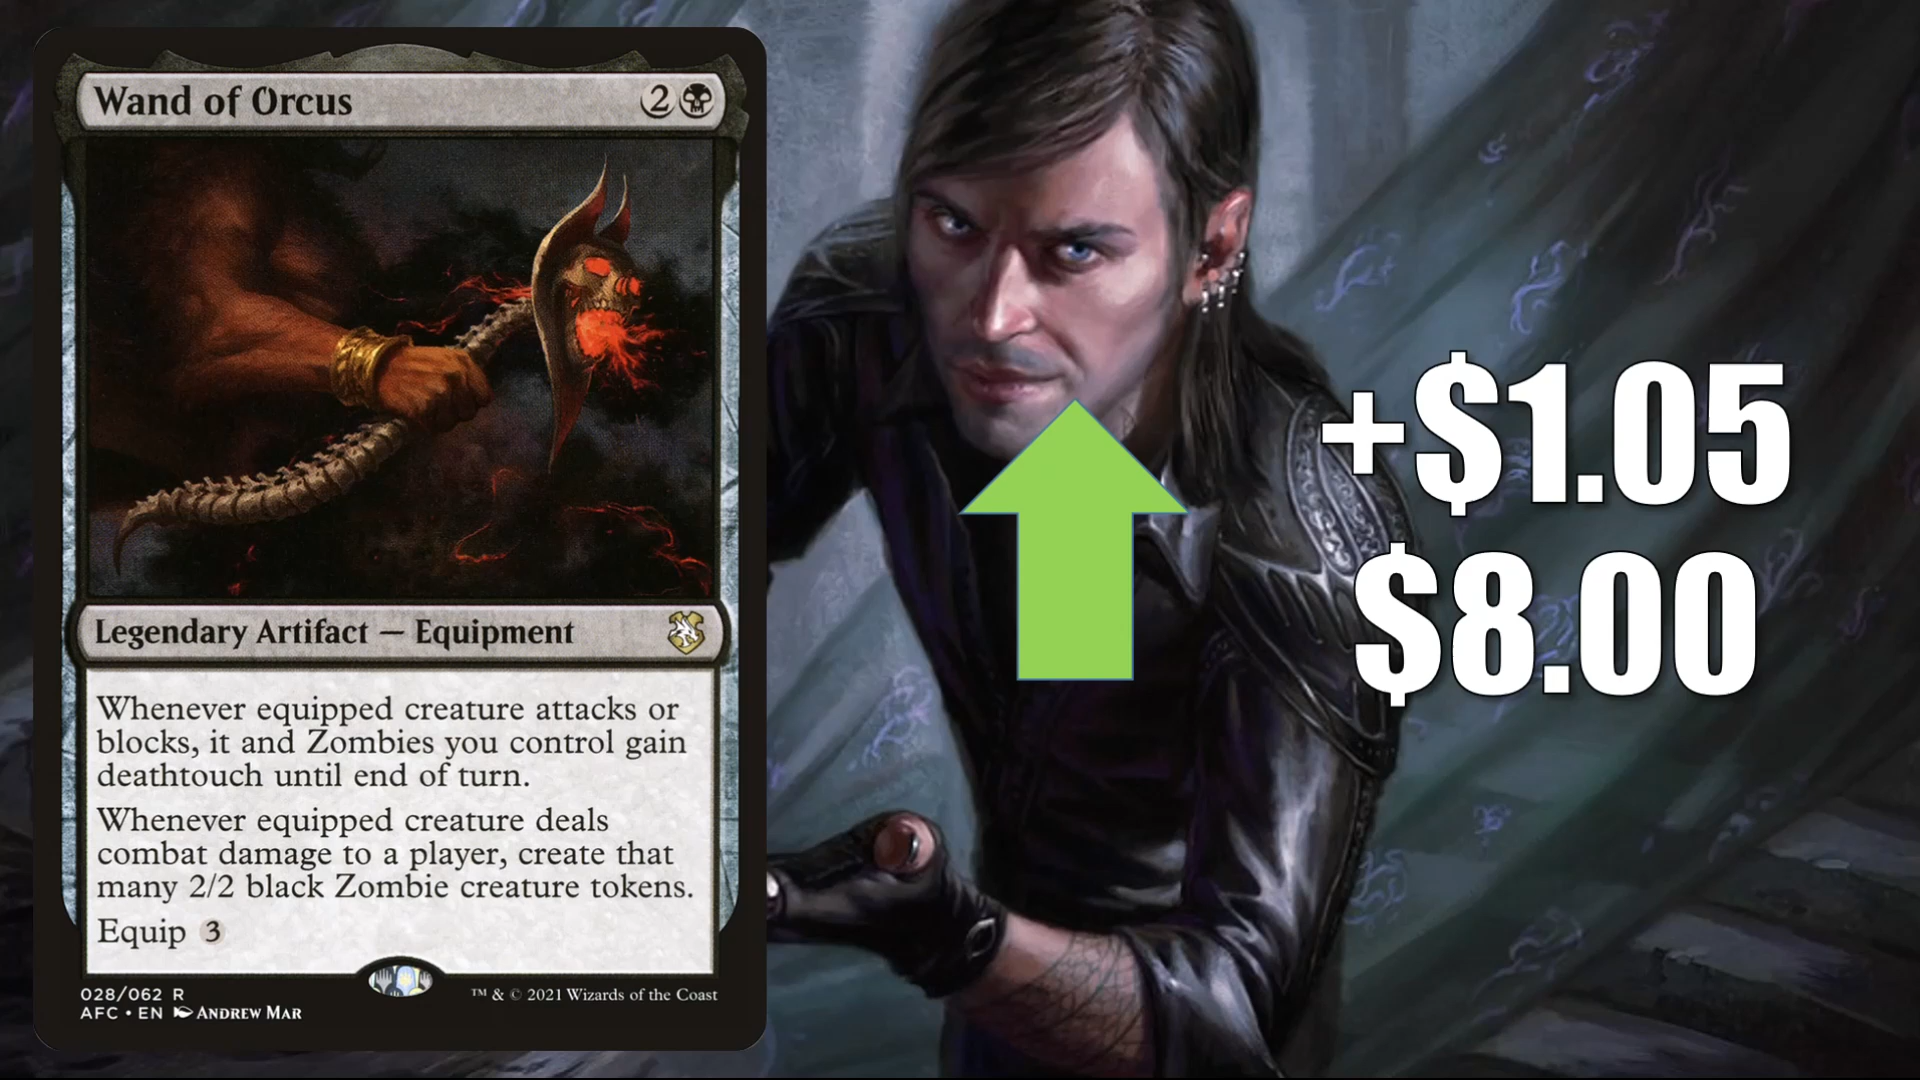 Wand of Orcus
2
Legendary Artifact — Equipment
Whenever equipped creature attacks or
blocks, it and Zombies you control gain
deathtouch until end of turn.
Whenever equipped creature deals
combat damage to a player, create that
many 2/2 black Zombie creature tokens.
Equip 3
028/062 R
AFC • EN ANDREW MAR
™ & © 2021 Wizards of the Coast
+$1.05
$8.00